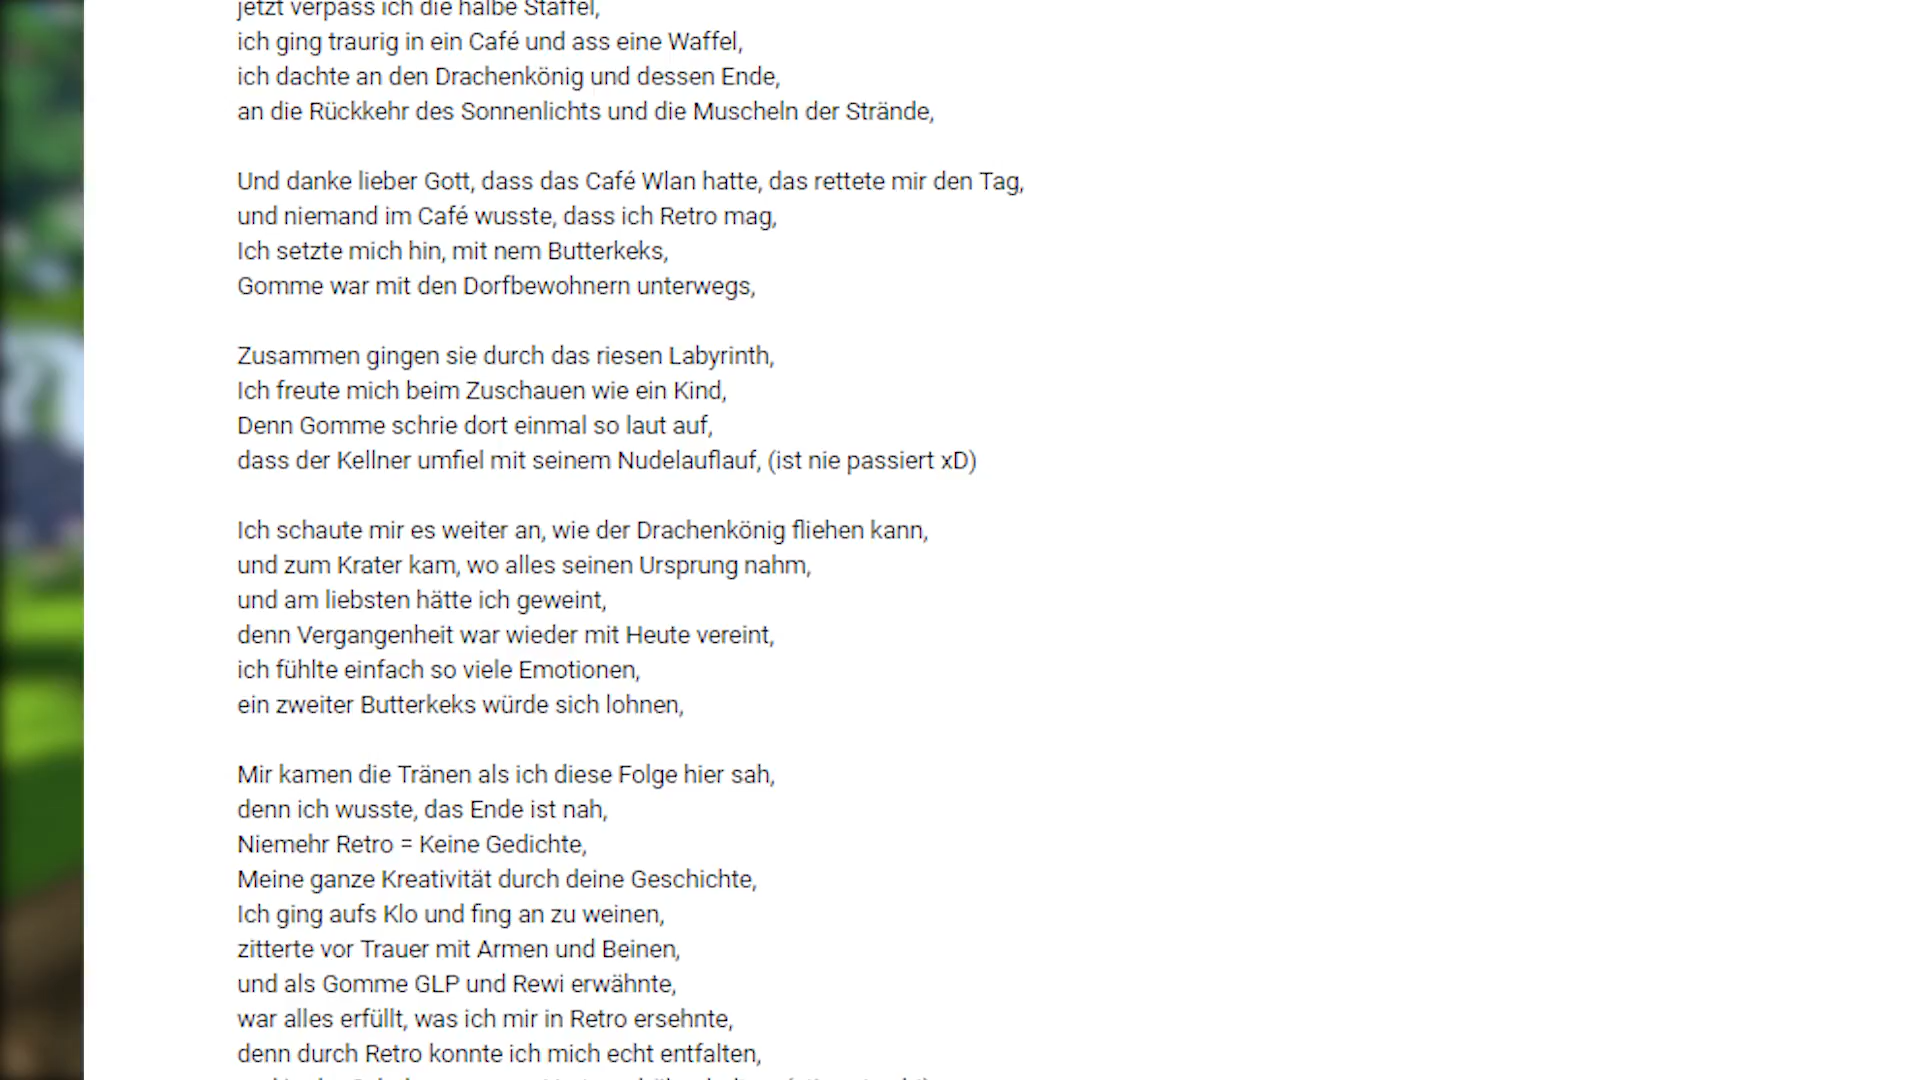 jetzt verpass ich die halbe Staffel,
ich ging traurig in ein Café und ass eine Waffel,
ich dachte an den Drachenkönig und dessen Ende,
an die Rückkehr des Sonnenlichts und die Muscheln der Strände,
Und danke lieber Gott, dass das Café Wlan hatte, das rettete mir den Tag,
und niemand im Café wusste, dass ich Retro mag,
Ich setzte mich hin, mit nem Butterkeks,
Gomme war mit den Dorfbewohnern unterwegs,
Zusammen gingen sie durch das riesen Labyrinth,
Ich freute mich beim Zuschauen wie ein Kind,
Denn Gomme schrie dort einmal so laut auf,
dass der Kellner umfiel mit seinem Nudelauflauf, (ist nie passiert xD)
Ich schaute mir es weiter an, wie der Drachenkönig fliehen kann,
und zum Krater kam, wo alles seinen Ursprung nahm,
und am liebsten hätte ich geweint,
denn Vergangenheit war wieder mit Heute vereint,
ich fühlte einfach so viele Emotionen,
ein zweiter Butterkeks würde sich lohnen,
Mir kamen die Tränen als ich diese Folge hier sah,
denn ich wusste, das Ende ist nah,
Niemehr Retro = Keine Gedichte,
Meine ganze Kreativität durch deine Geschichte,
Ich ging aufs Klo und fing an zu weinen,
zitterte vor Trauer mit Armen und Beinen,
und als Gomme GLP und Rewi erwähnte,
war alles erfüllt, was ich mir in Retro ersehnte,
denn durch Retro konnte ich mich echt entfalten,